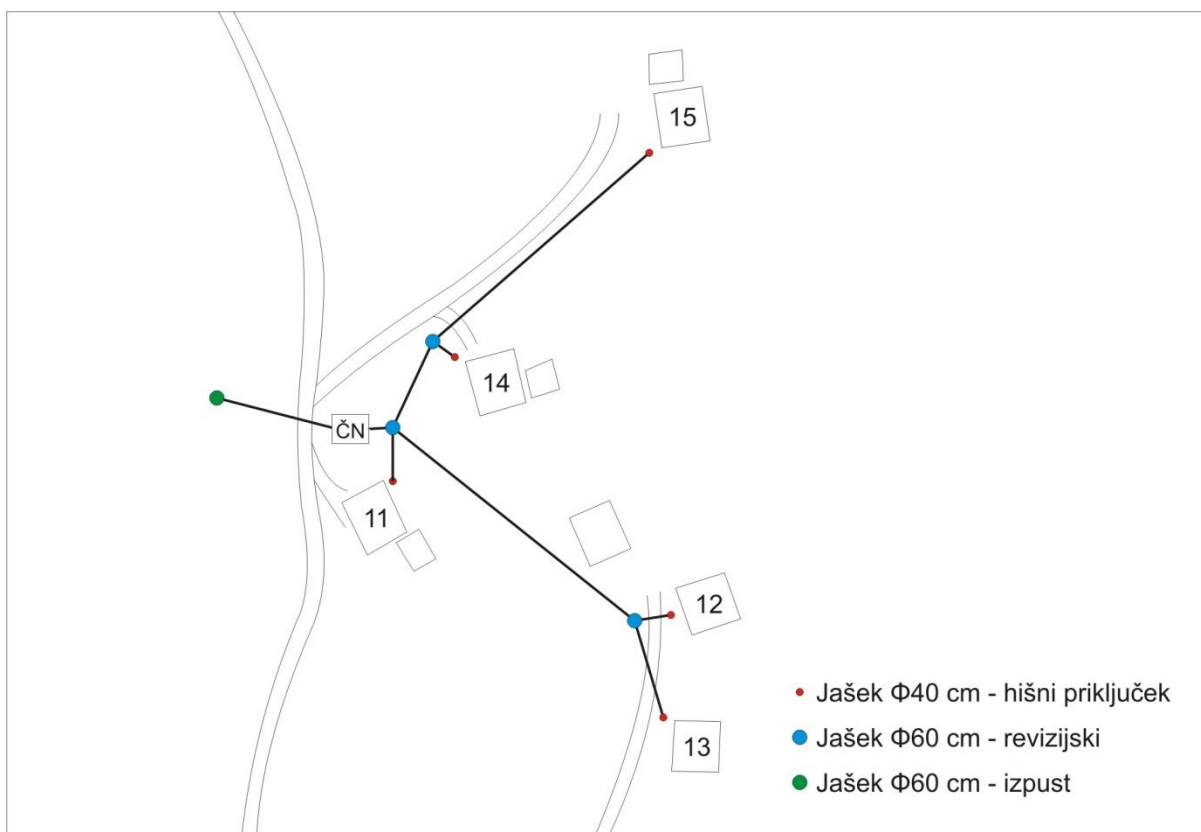 15
14
ČN
11
12
13
Jašek Φ40 cm - hišni priključek
Jašek Φ60 cm - revizijski
Jašek Φ60 cm - izpust